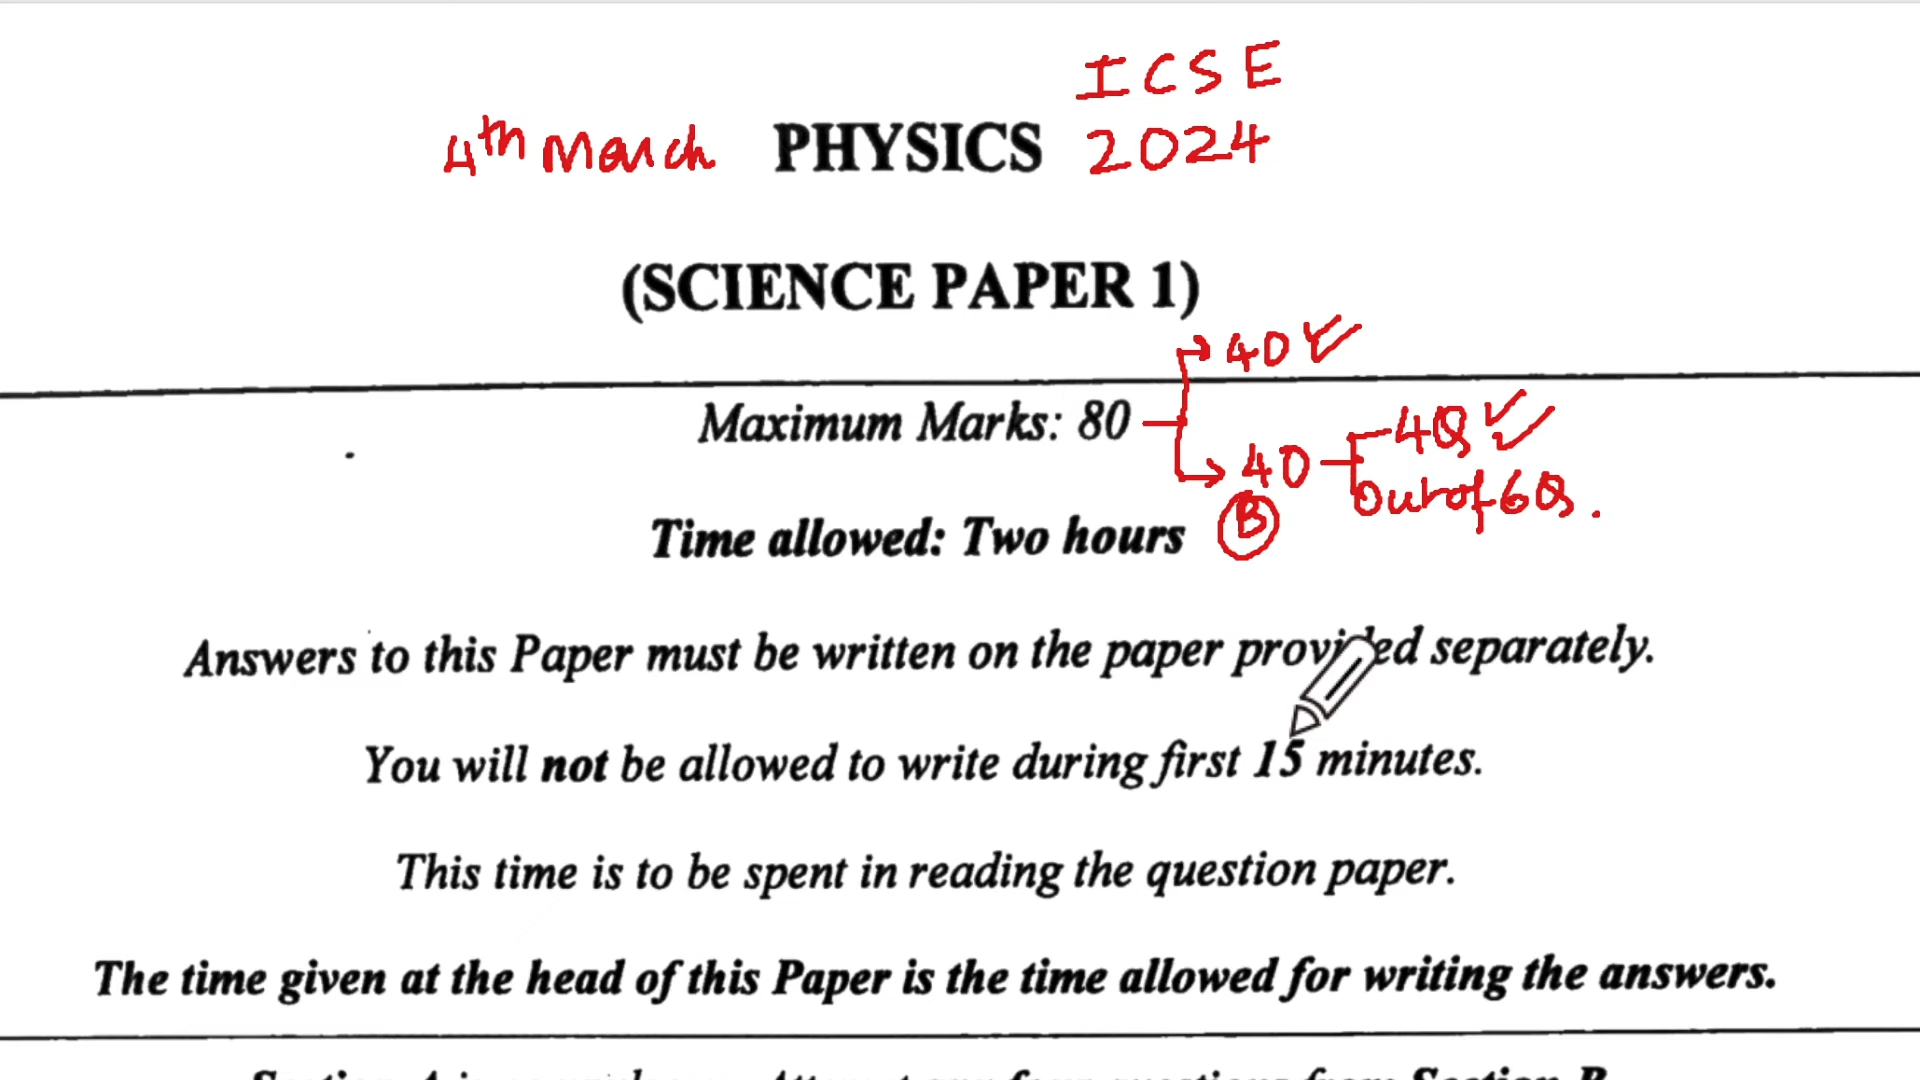 ICSE
4th March PHYSICS 2024
(SCIENCE PAPER 1)
40
Maximum Marks: 80
4Q
40
out of 6Q.
B
Time allowed: Two hours
Answers to this Paper must be written on the paper provided separately.
You will not be allowed to write during first 15 minutes.
This time is to be spent in reading the question paper.
The time given at the head of this Paper is the time allowed for writing the answers.